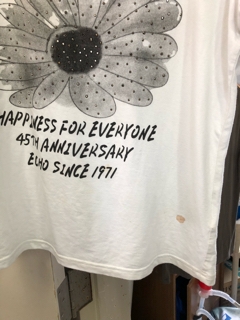 HAPPINESS FOR EVERYONE
45TH ANNIVERSARY
ECHO SINCE 1971